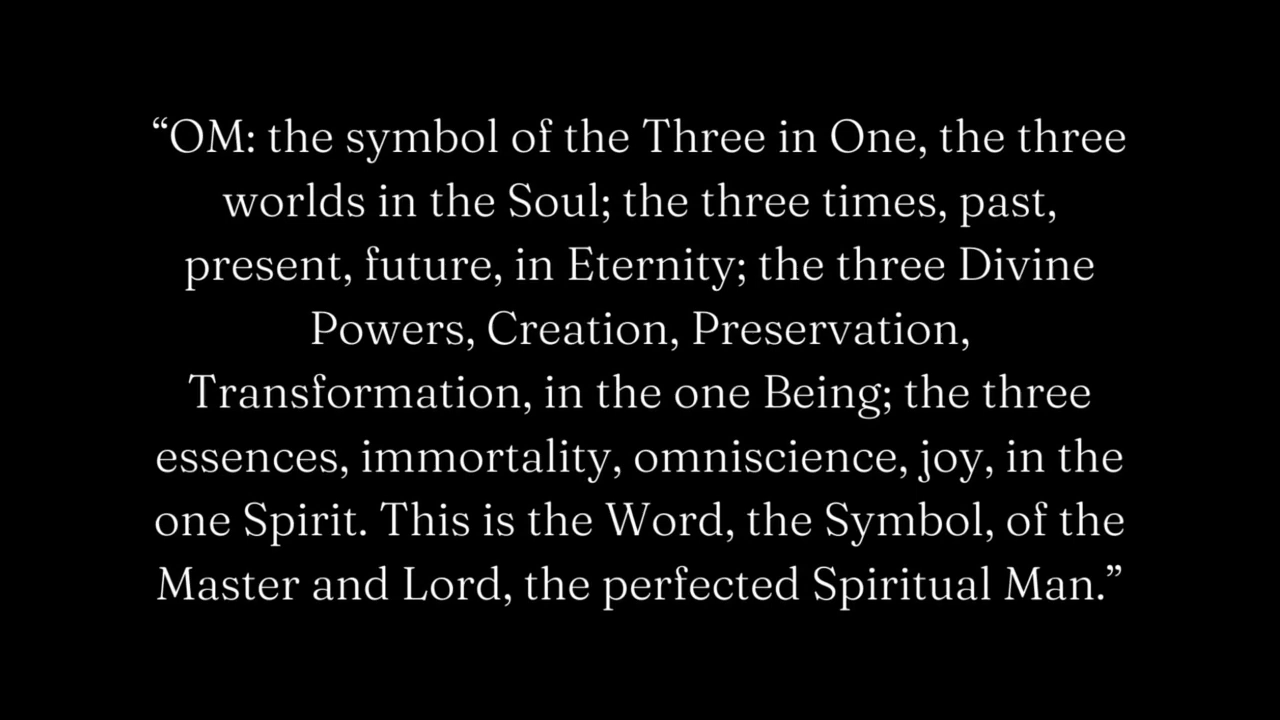 “OM: the symbol of the Three in One, the three
worlds in the Soul; the three times, past,
present, future, in Eternity; the three Divine
Powers, Creation, Preservation,
Transformation, in the one Being; the three
essences, immortality, omniscience, joy, in the
one Spirit. This is the Word, the Symbol, of the
Master and Lord, the perfected Spiritual Man.”